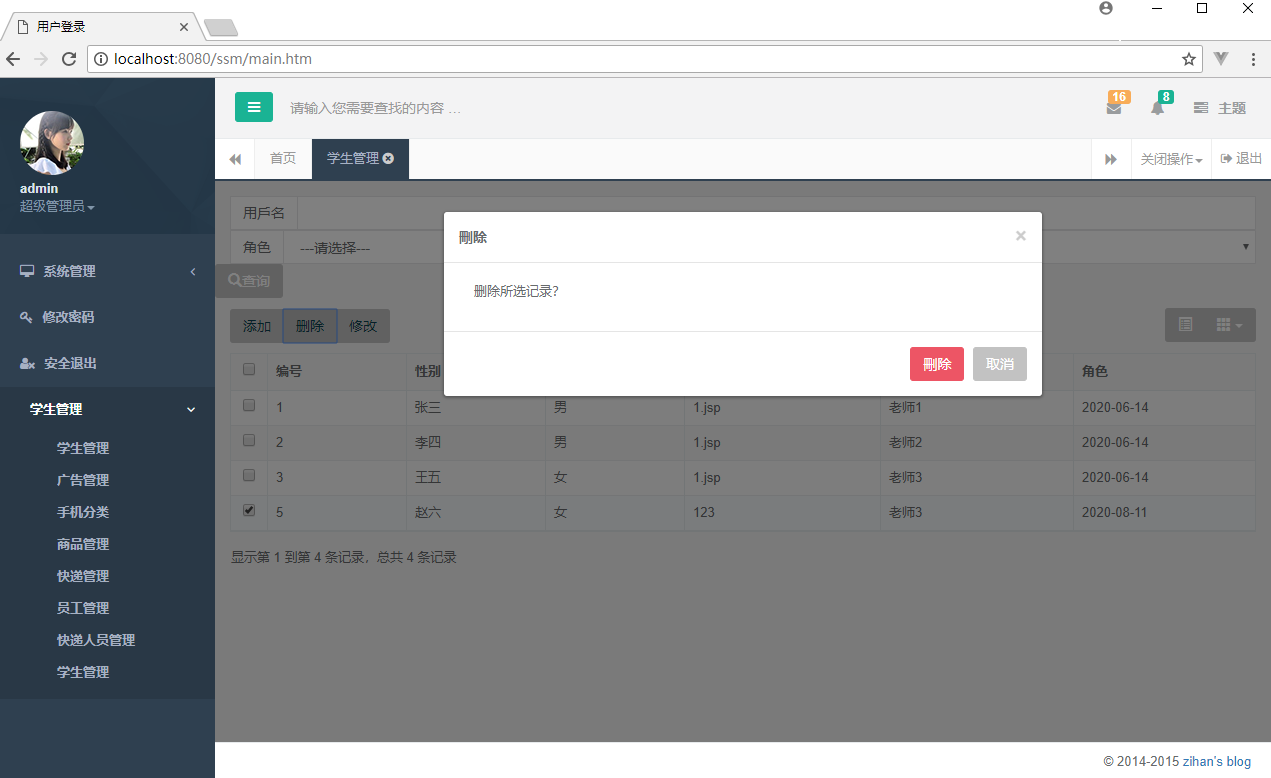 用户登录
localhost:8080/ssm/main.htm
admin
超级管理员
系统管理
修改密码
安全退出
学生管理
学生管理
广告管理
手机分类
商品管理
快递管理
员工管理
快递人员管理
学生管理
请输入您需要查找的内容 …
16
8
主题
首页
学生管理
关闭操作
退出
用戶名
角色
---请选择---
查询
添加 删除 修改
刪除
×
删除所选记录?
刪除 取消
编号 性别 角色
1 张三 男 1.jsp 老师1 2020-06-14
2 李四 男 1.jsp 老师2 2020-06-14
3 王五 女 1.jsp 老师3 2020-06-14
5 赵六 女 123 老师3 2020-08-11
显示第 1 到第 4 条记录，总共 4 条记录
© 2014-2015 zihan's blog